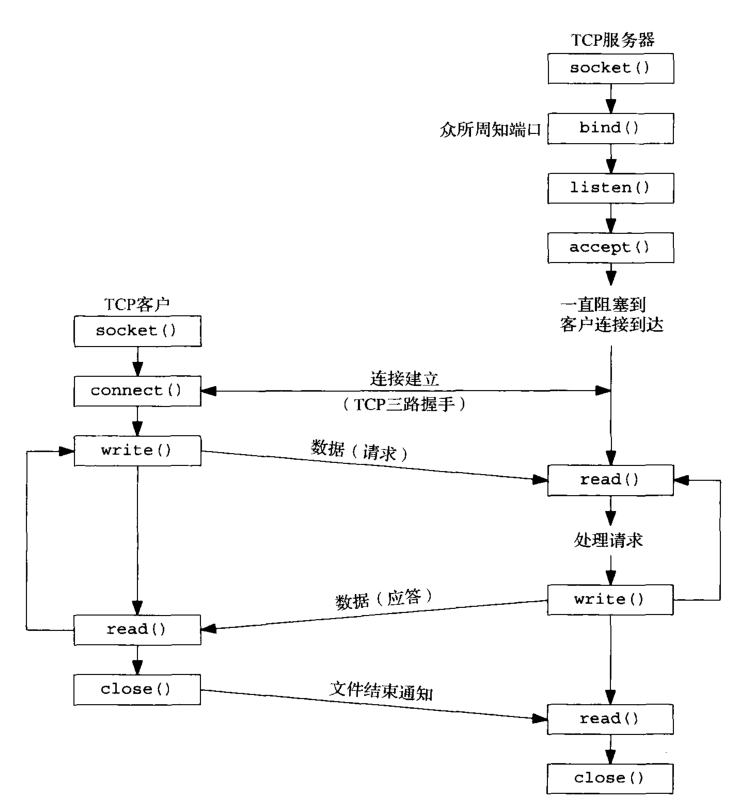 TCP服务器
socket()
众所周知端口
bind()
listen()
accept()
一直阻塞到
客户连接到达
TCP客户
socket()
connect()
连接建立
（TCP三路握手）
write()
数据（请求）
read()
处理请求
write()
数据（应答）
read()
close()
文件结束通知
read()
close()